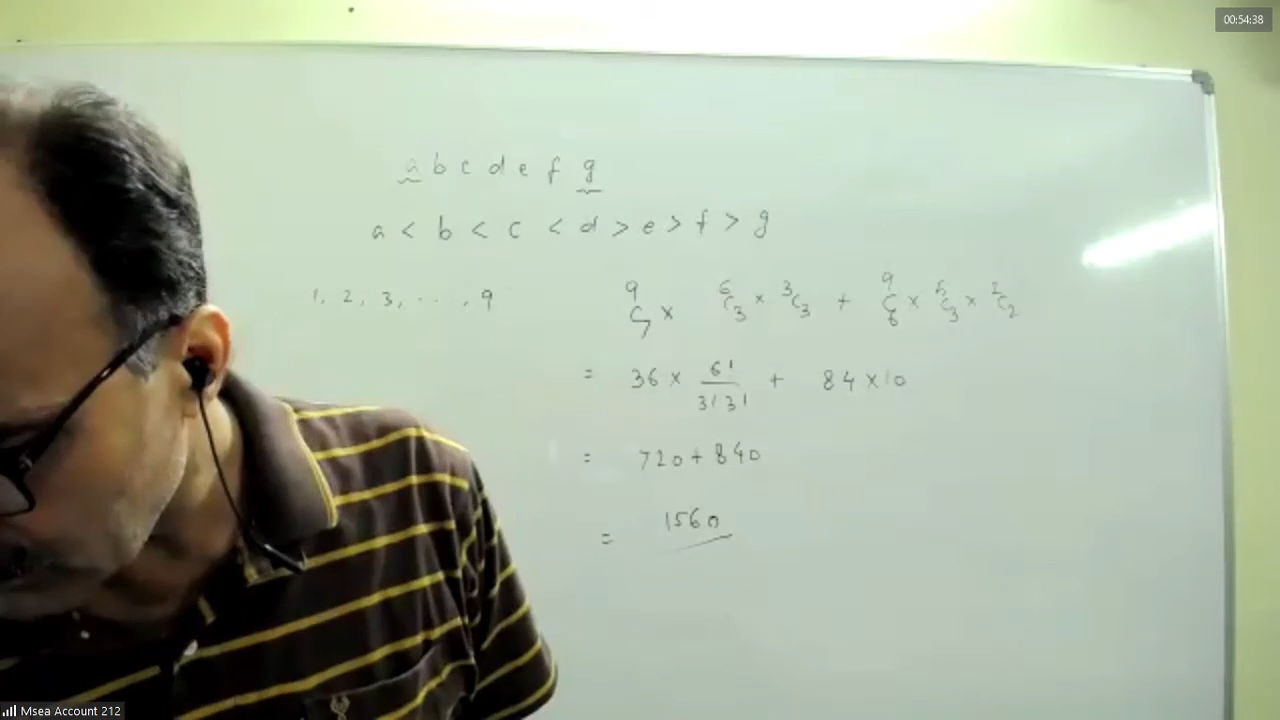 00:54:38
a b c d e f g
a < b < c < d > e > f > g
1, 2, 3, ..., 9
⁹C₇ × ⁶C₃ × ³C₃ + ⁹C₆ × ⁵C₃ × ²C₂
= 36 × 6!/3!3! + 84 × 10
= 720 + 840
= 1560
Msea Account 212